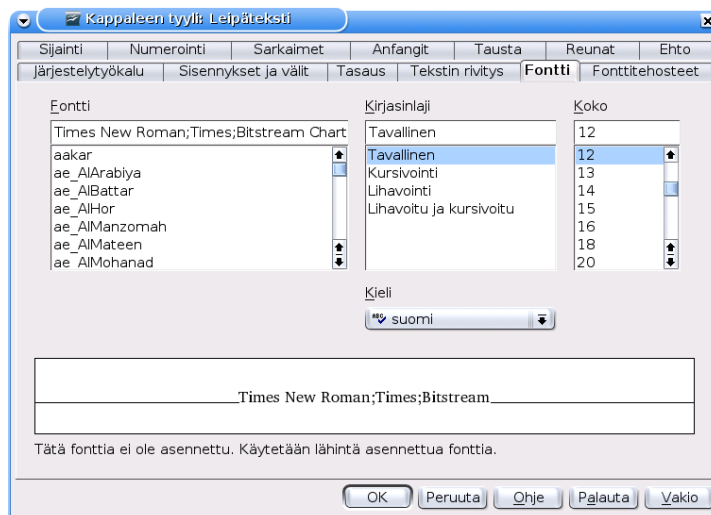 Kappaleen tyyli: Leipäteksti
Sijainti Numerointi Sarkaimet Anfangit Tausta Reunat Ehto
Järjestelytyökalu Sisennykset ja välit Tasaus Tekstin rivitys Fontti Fonttitehosteet
Fontti Kirjasinlaji Koko
Times New Roman;Times;Bitstream Chart Tavallinen 12
aakar Tavallinen 12
ae_AlArabiya Kursivointi 13
ae_AlBattar Lihavointi 14
ae_AlHor Lihavoitu ja kursivoitu 15
ae_AlManzomah 16
ae_AlMateen 18
ae_AlMohanad 20
Kieli
ABC suomi
Times New Roman;Times;Bitstream
Tätä fonttia ei ole asennettu. Käytetään lähintä asennettua fonttia.
OK Peruuta Ohje Palauta Vakio